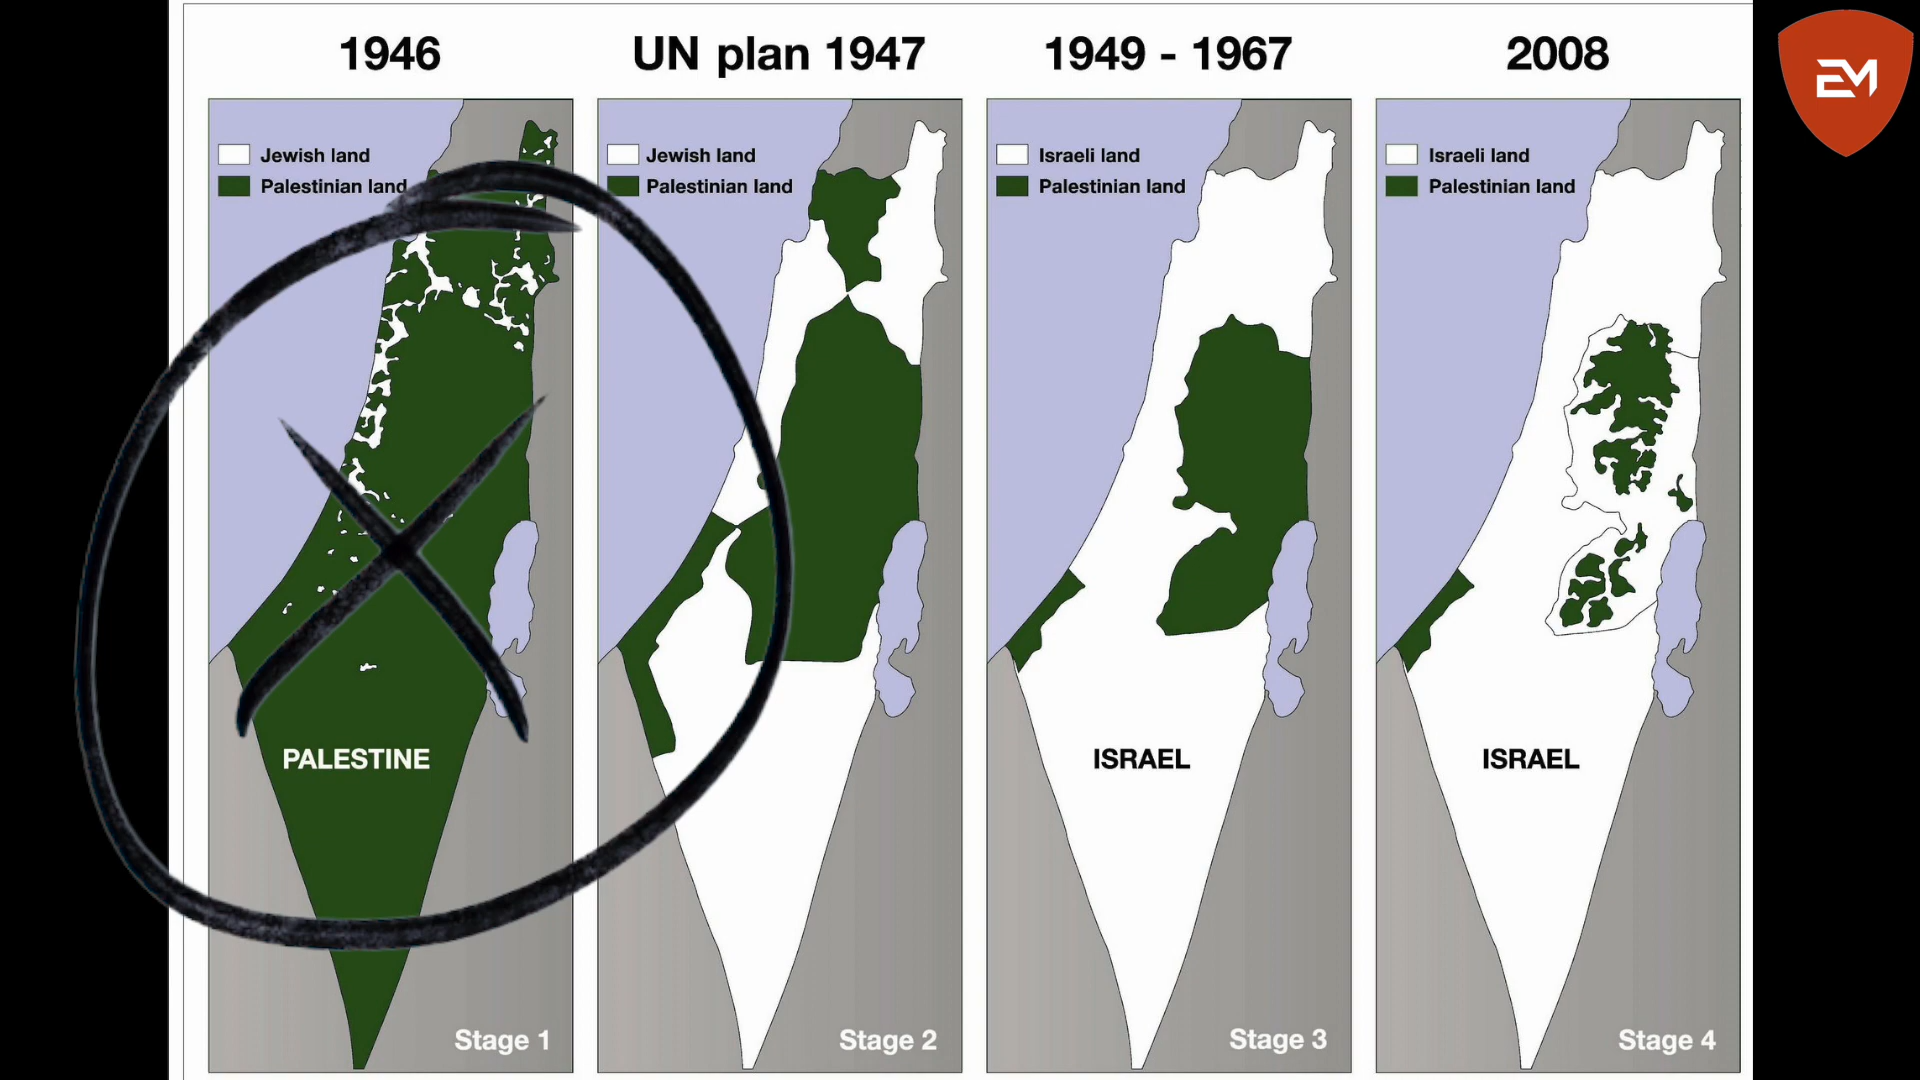 1946
Jewish land
Palestinian land
PALESTINE
Stage 1
UN plan 1947
Jewish land
Palestinian land
Stage 2
1949 - 1967
Israeli land
Palestinian land
ISRAEL
Stage 3
2008
Israeli land
Palestinian land
ISRAEL
Stage 4
EM